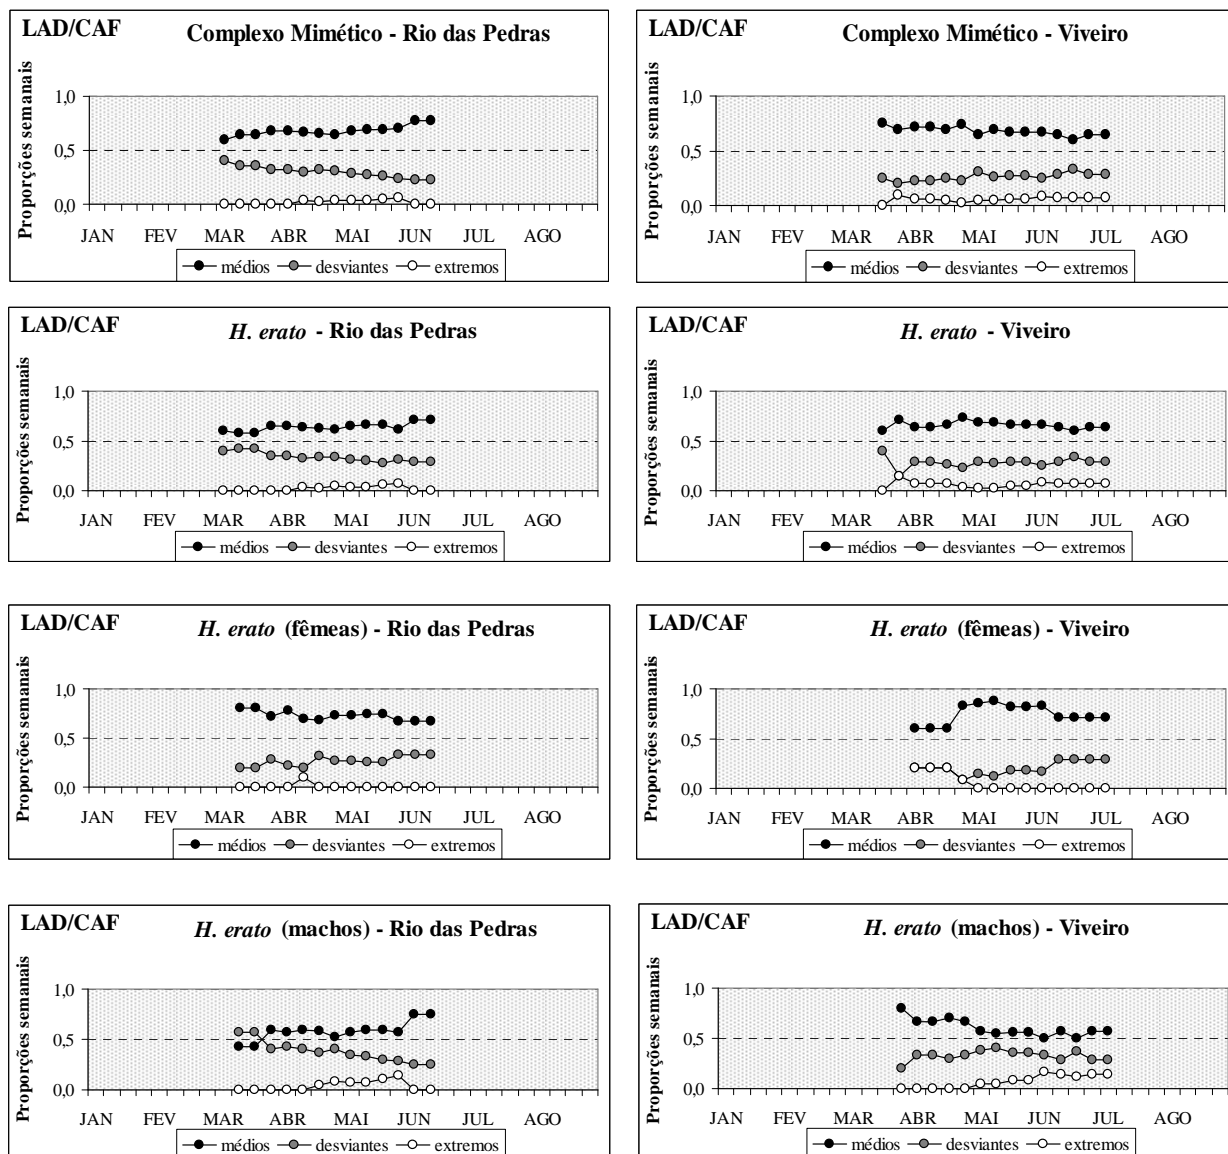 LAD/CAF Complexo Mimético - Rio das Pedras
Proporções semanais
1,0
0,5
0,0
JAN FEV MAR ABR MAI JUN JUL AGO
médios desviantes extremos
LAD/CAF Complexo Mimético - Viveiro
Proporções semanais
1,0
0,5
0,0
JAN FEV MAR ABR MAI JUN JUL AGO
médios desviantes extremos
LAD/CAF H. erato - Rio das Pedras
Proporções semanais
1,0
0,5
0,0
JAN FEV MAR ABR MAI JUN JUL AGO
médios desviantes extremos
LAD/CAF H. erato - Viveiro
Proporções semanais
1,0
0,5
0,0
JAN FEV MAR ABR MAI JUN JUL AGO
médios desviantes extremos
LAD/CAF H. erato (fêmeas) - Rio das Pedras
Proporções semanais
1,0
0,5
0,0
JAN FEV MAR ABR MAI JUN JUL AGO
médios desviantes extremos
LAD/CAF H. erato (fêmeas) - Viveiro
Proporções semanais
1,0
0,5
0,0
JAN FEV MAR ABR MAI JUN JUL AGO
médios desviantes extremos
LAD/CAF H. erato (machos) - Rio das Pedras
Proporções semanais
1,0
0,5
0,0
JAN FEV MAR ABR MAI JUN JUL AGO
médios desviantes extremos
LAD/CAF H. erato (machos) - Viveiro
Proporções semanais
1,0
0,5
0,0
JAN FEV MAR ABR MAI JUN JUL AGO
médios desviantes extremos